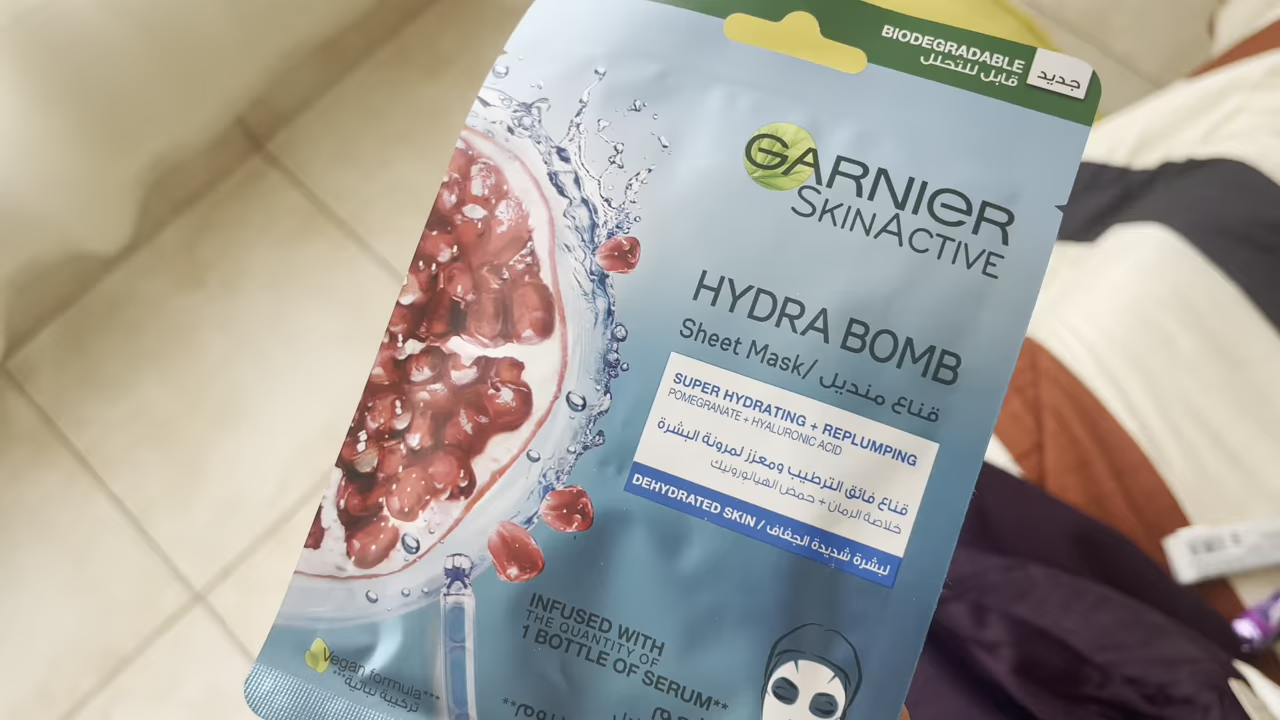 BIODEGRADABLE
قابل للتحلل
جديد
GARNIER
SKINACTIVE
HYDRA BOMB
Sheet Mask/ قناع منديل
SUPER HYDRATING + REPLUMPING
POMEGRANATE + HYALURONIC ACID
قناع فائق الترطيب ومعزز لمرونة البشرة
خلاصة الرمان + حمض الهيالورونيك
DEHYDRATED SKIN / لبشرة شديدة الجفاف
INFUSED WITH
THE QUANTITY OF
1 BOTTLE OF SERUM**
Vegan formula***
تركيبة نباتية***